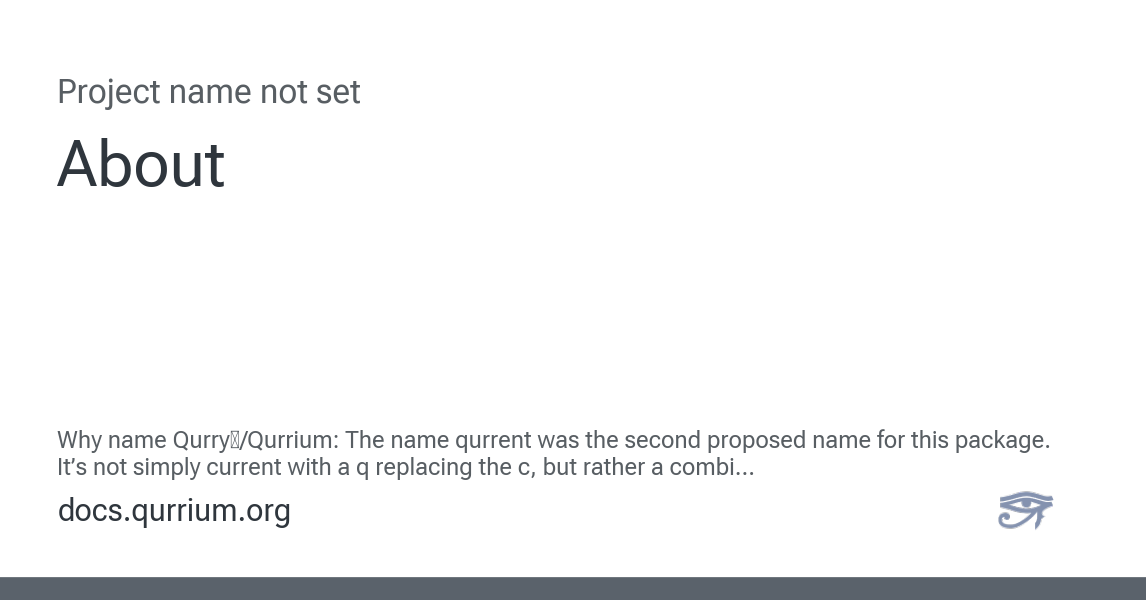 Project name not set
About
Why name Qurry/Qurrium: The name qurrent was the second proposed name for this package.
It’s not simply current with a q replacing the c, but rather a combi...
docs.qurrium.org